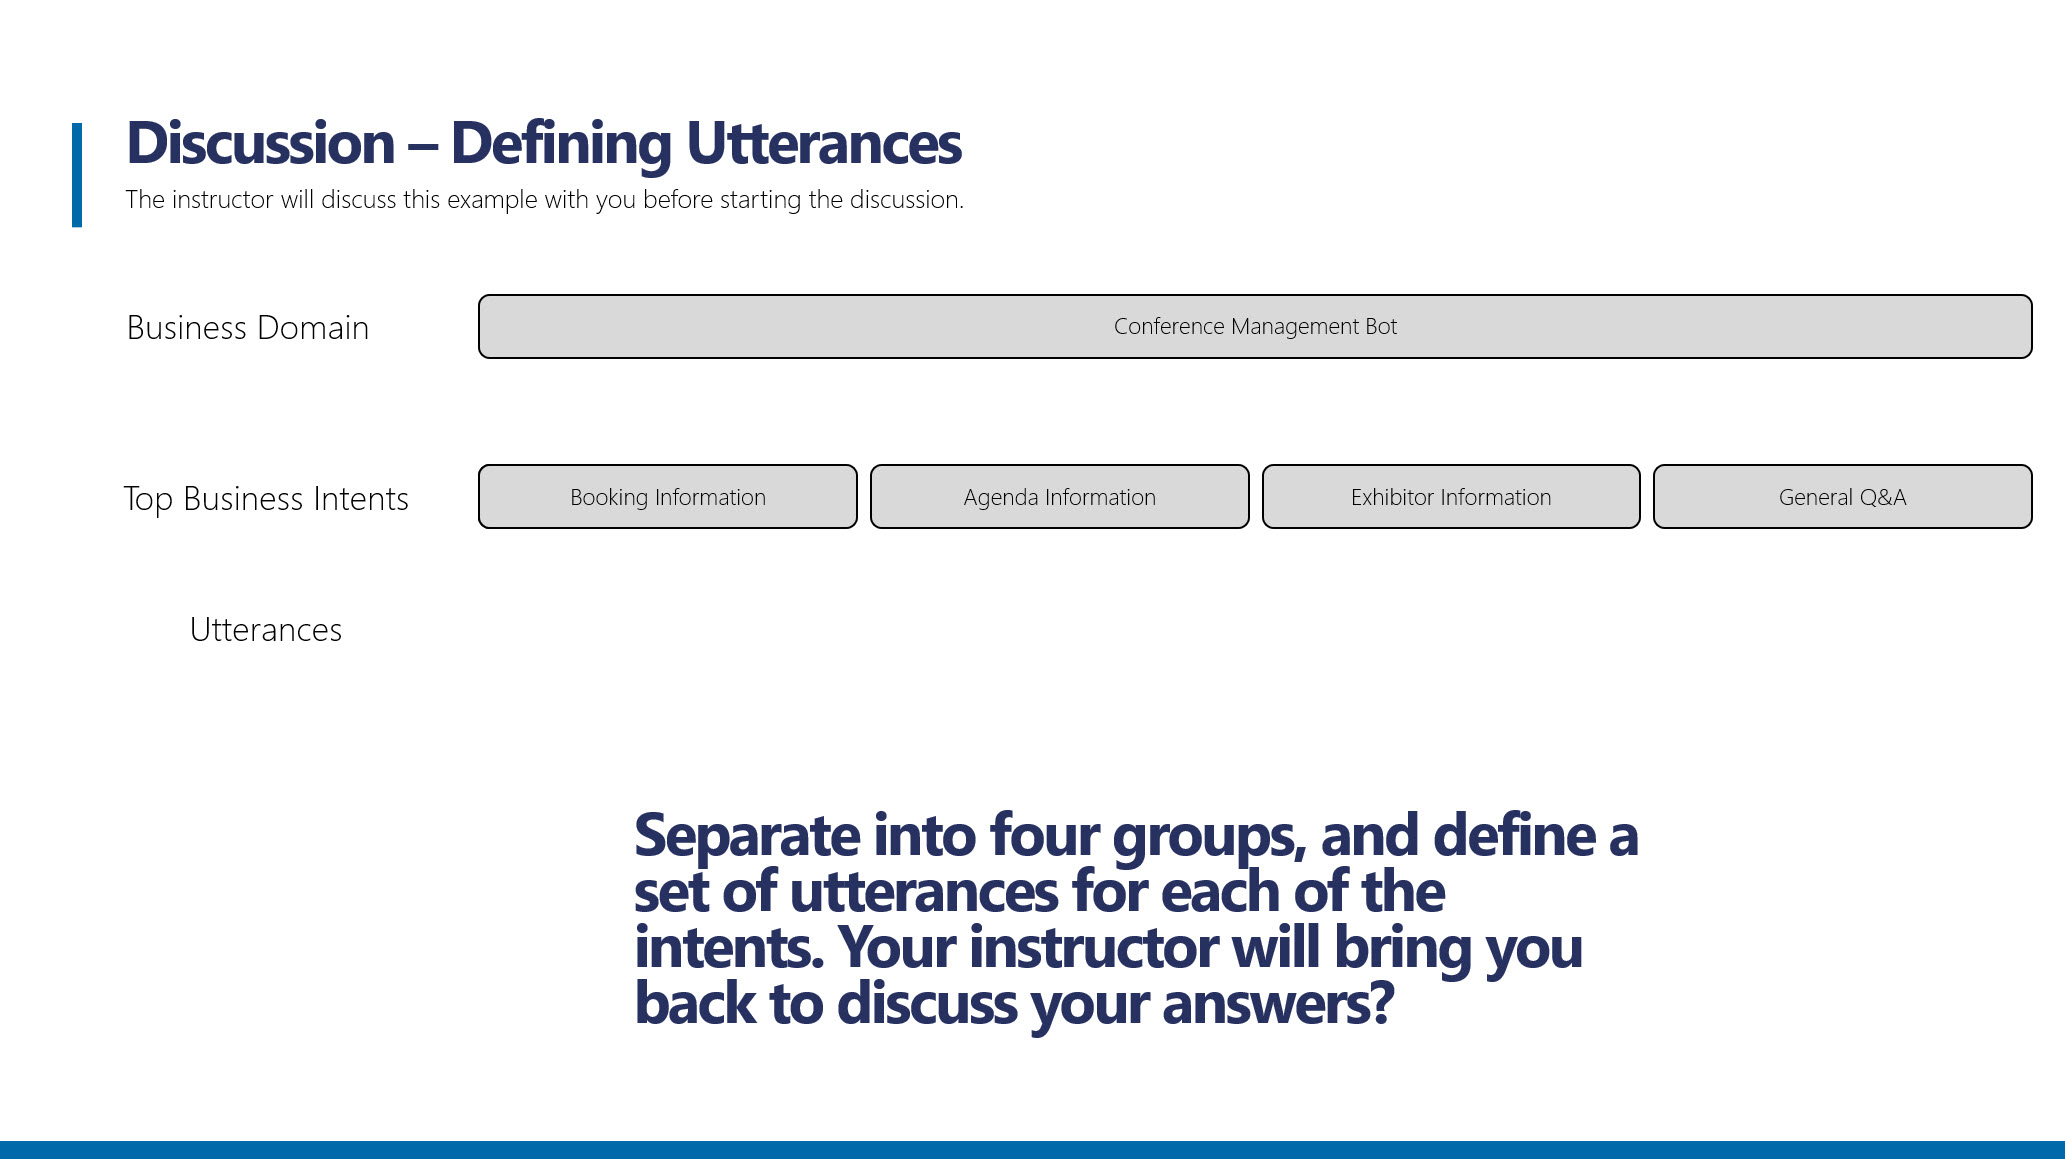 Discussion – Defining Utterances
The instructor will discuss this example with you before starting the discussion.
Business Domain
Conference Management Bot
Top Business Intents
Booking Information
Agenda Information
Exhibitor Information
General Q&A
Utterances
Separate into four groups, and define a
set of utterances for each of the
intents. Your instructor will bring you
back to discuss your answers?